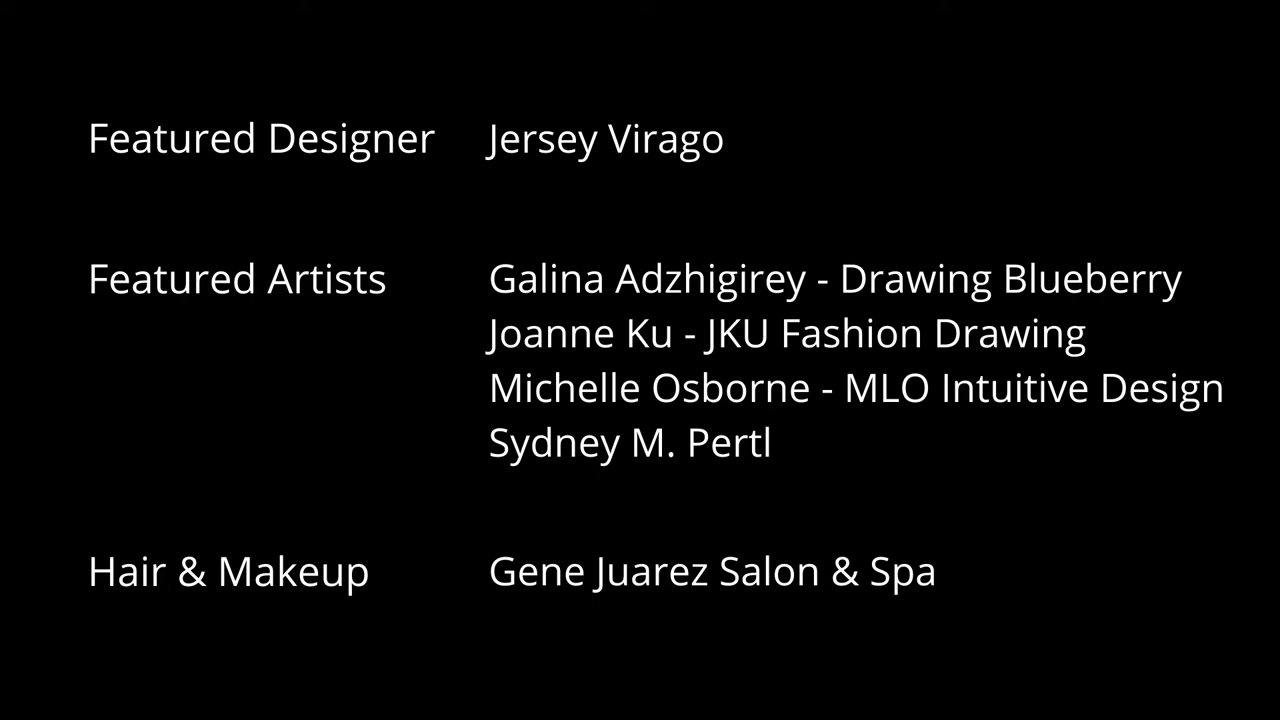 Featured Designer Jersey Virago
Featured Artists Galina Adzhigirey - Drawing Blueberry
Joanne Ku - JKU Fashion Drawing
Michelle Osborne - MLO Intuitive Design
Sydney M. Pertl
Hair & Makeup Gene Juarez Salon & Spa